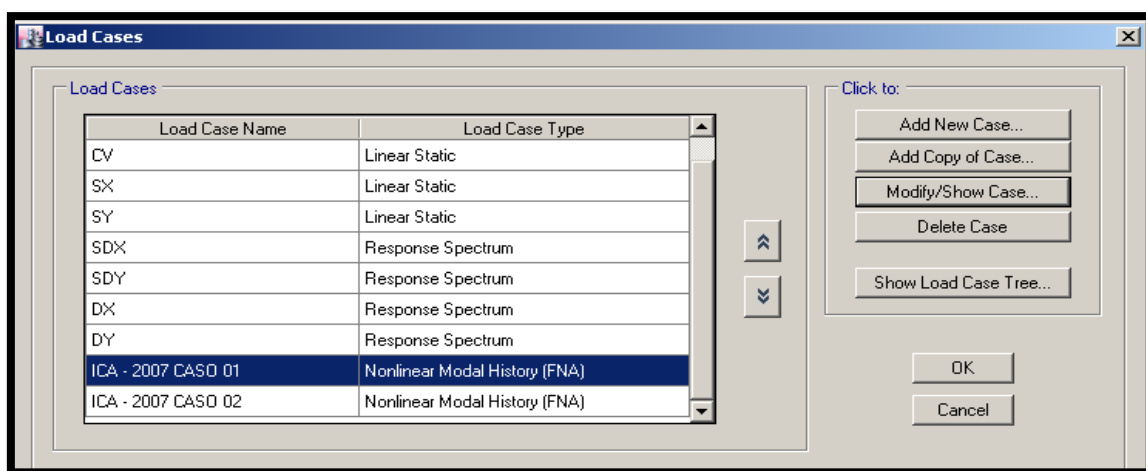 Load Cases
Load Cases
Load Case Name Load Case Type
CV Linear Static
SX Linear Static
SY Linear Static
SDX Response Spectrum
SDY Response Spectrum
DX Response Spectrum
DY Response Spectrum
ICA - 2007 CASO 01 Nonlinear Modal History (FNA)
ICA - 2007 CASO 02 Nonlinear Modal History (FNA)
Click to:
Add New Case...
Add Copy of Case...
Modify/Show Case...
Delete Case
Show Load Case Tree...
OK
Cancel